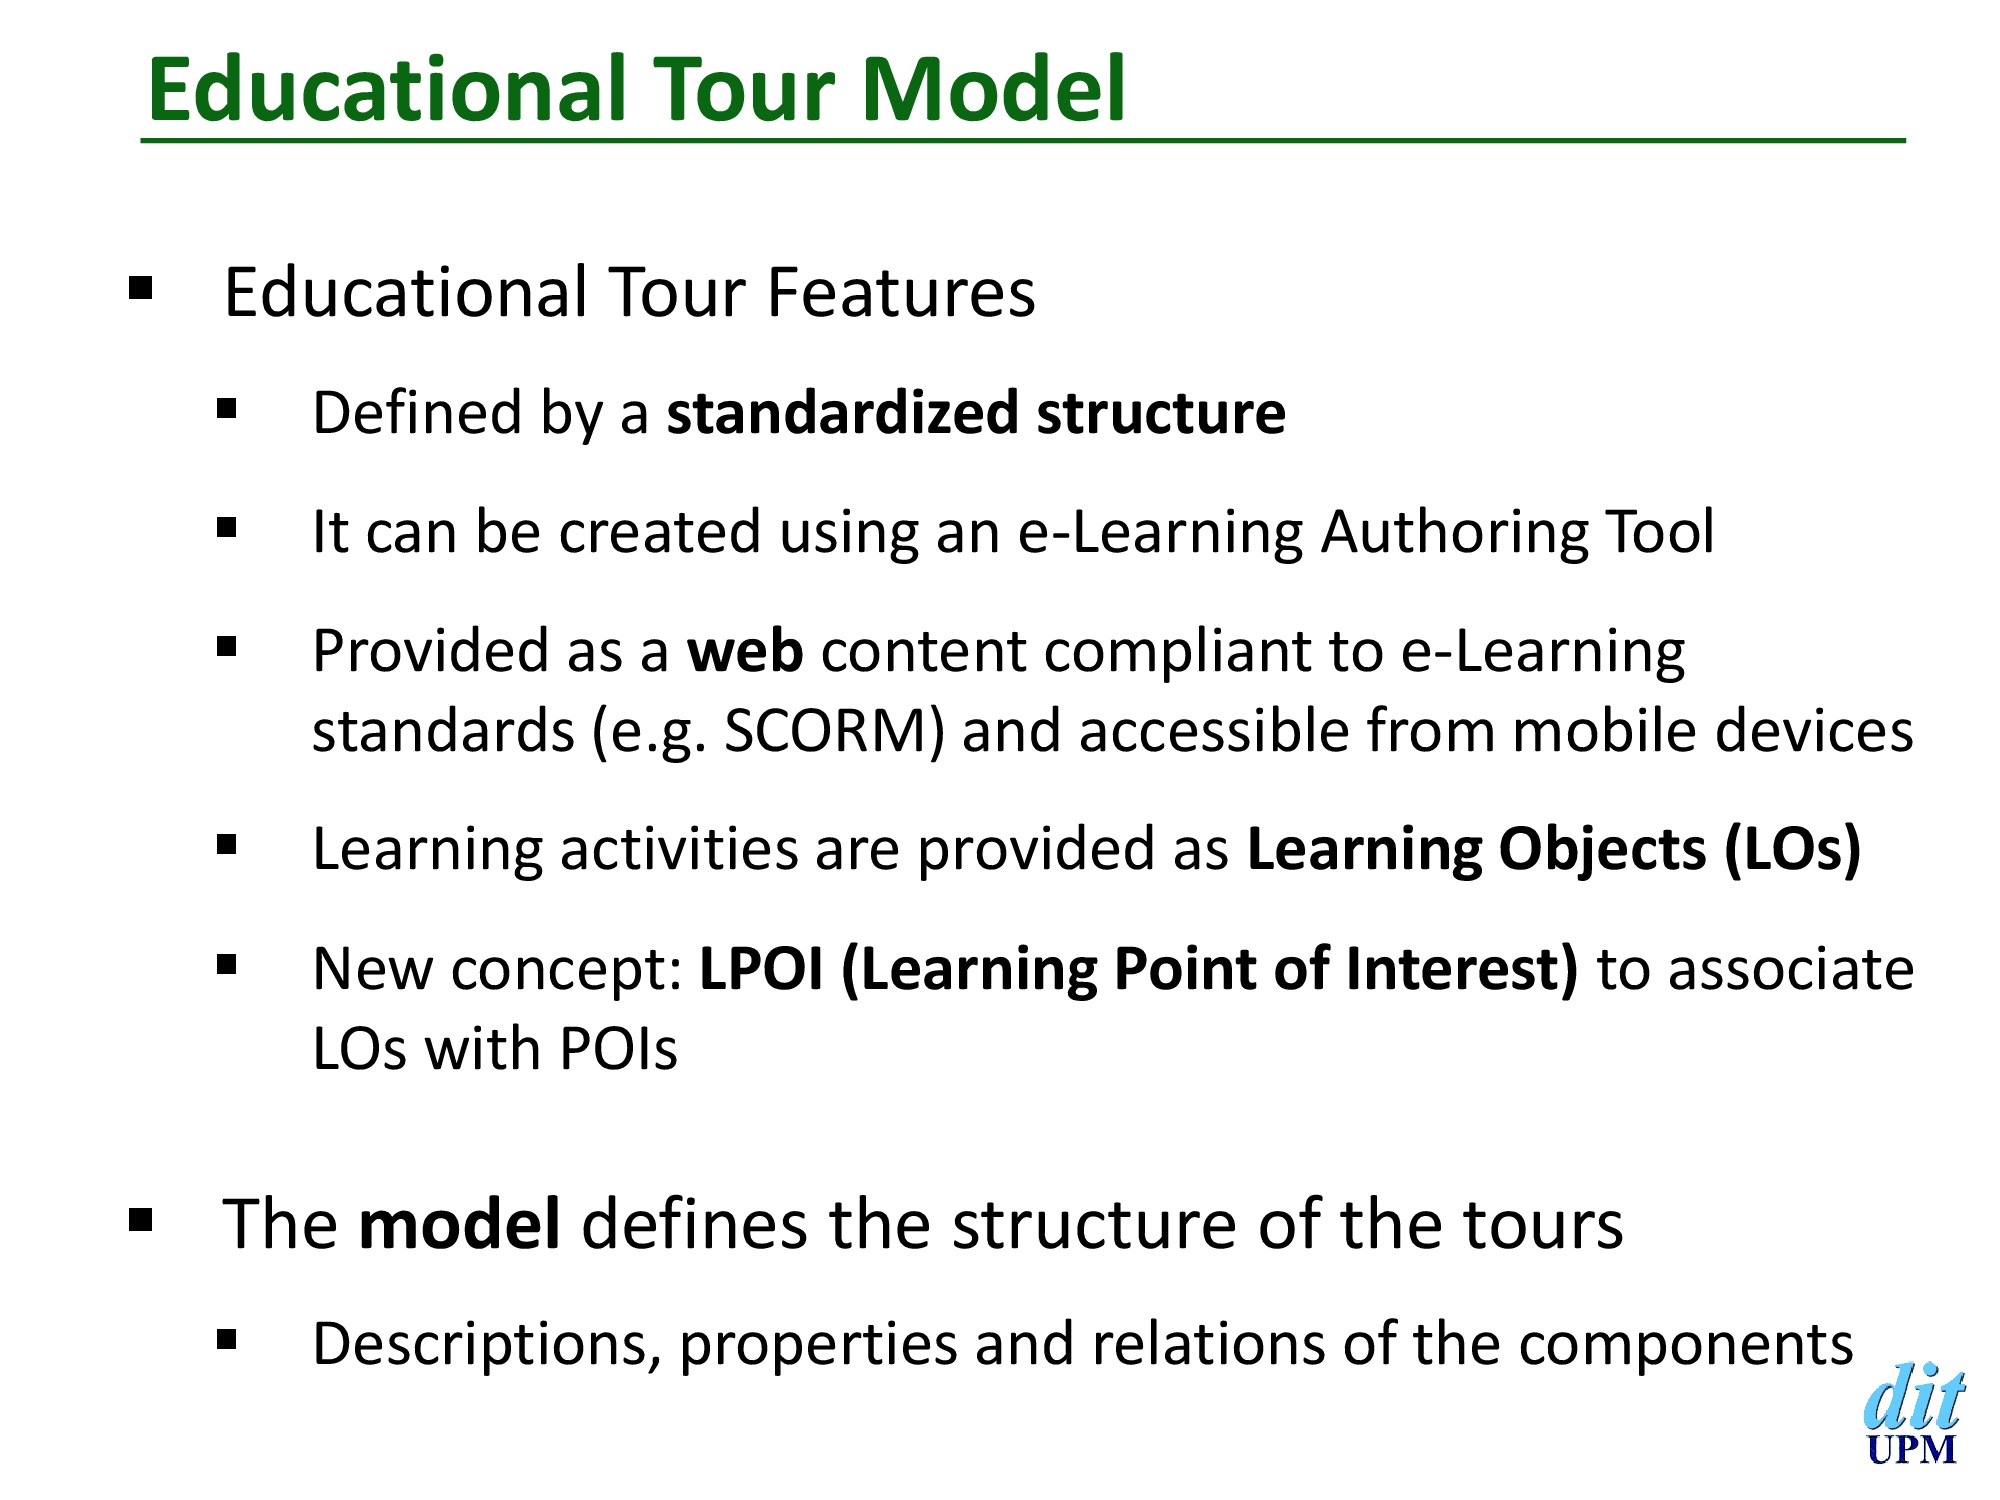 Educational Tour Model
▪ Educational Tour Features
▪ Defined by a standardized structure
▪ It can be created using an e-Learning Authoring Tool
▪ Provided as a web content compliant to e-Learning
standards (e.g. SCORM) and accessible from mobile devices
▪ Learning activities are provided as Learning Objects (LOs)
▪ New concept: LPOI (Learning Point of Interest) to associate
LOs with POIs
▪ The model defines the structure of the tours
▪ Descriptions, properties and relations of the components
dit
UPM